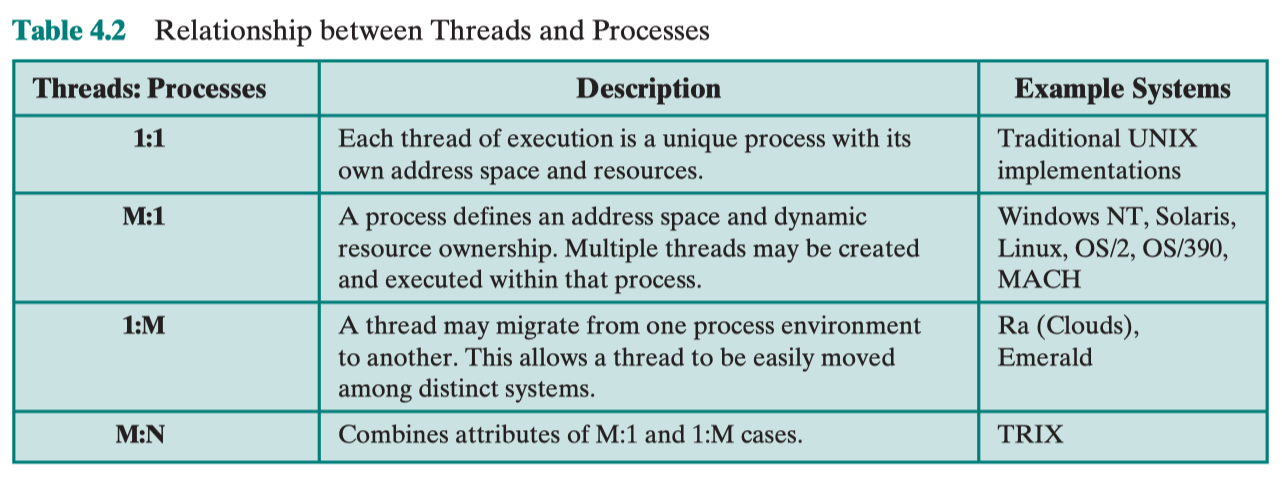 Table 4.2 Relationship between Threads and Processes
Threads: Processes
Description
Example Systems
1:1
Each thread of execution is a unique process with its
own address space and resources.
Traditional UNIX
implementations
M:1
A process defines an address space and dynamic
resource ownership. Multiple threads may be created
and executed within that process.
Windows NT, Solaris,
Linux, OS/2, OS/390,
MACH
1:M
A thread may migrate from one process environment
to another. This allows a thread to be easily moved
among distinct systems.
Ra (Clouds),
Emerald
M:N
Combines attributes of M:1 and 1:M cases.
TRIX